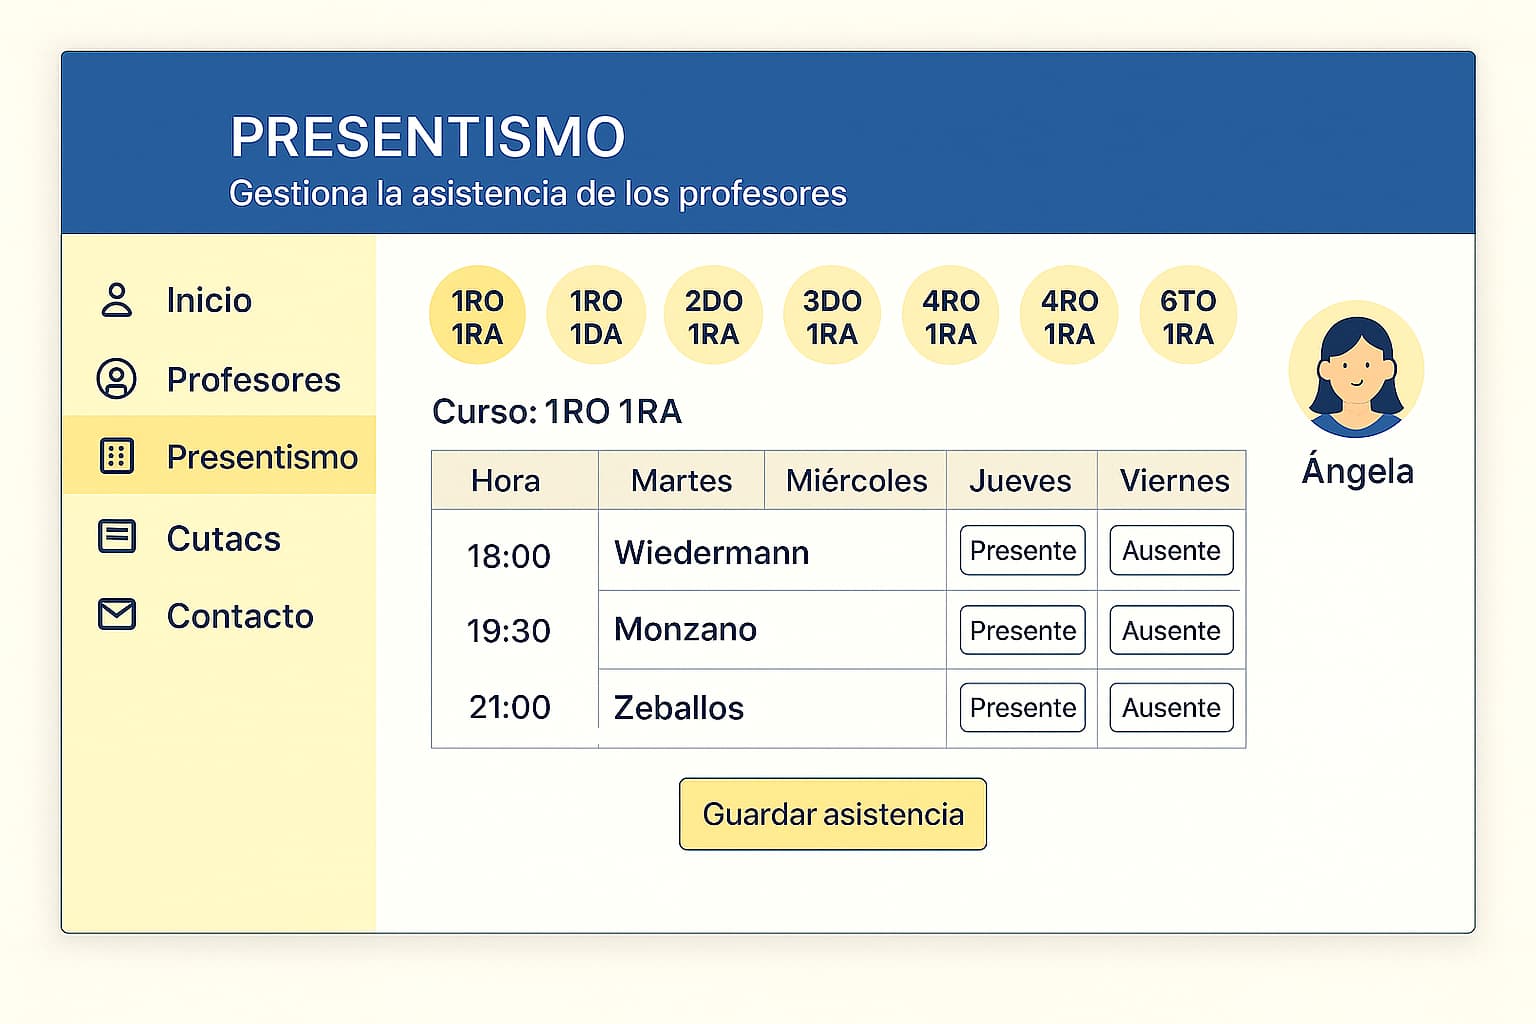 PRESENTISMO
Gestiona la asistencia de los profesores
Inicio
Profesores
Presentismo
Cutacs
Contacto
1RO
1RA
1RO
1DA
2DO
1RA
3DO
1RA
4RO
1RA
4RO
1RA
6TO
1RA
Curso: 1RO 1RA
Hora Martes Miércoles Jueves Viernes
18:00 Wiedermann Presente Ausente
19:30 Monzano Presente Ausente
21:00 Zeballos Presente Ausente
Guardar asistencia
Ángela